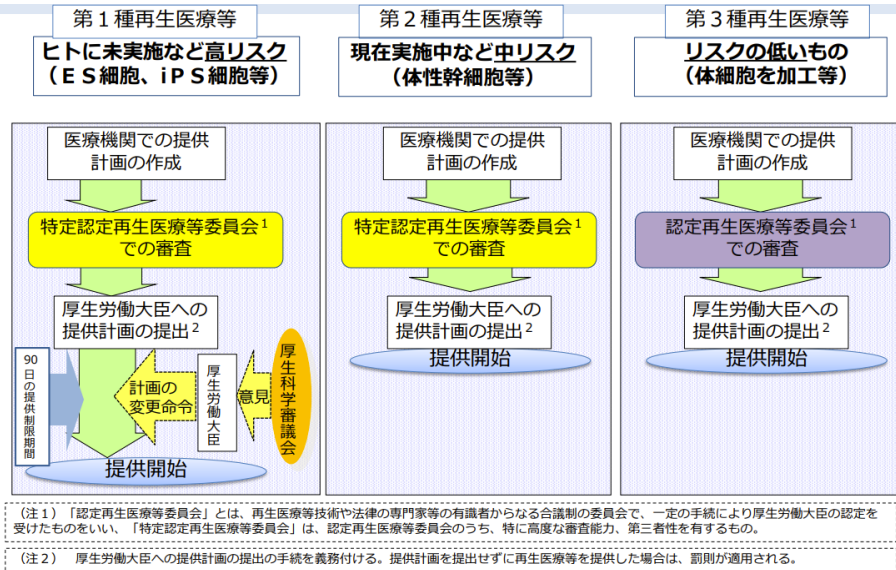 第１種再生医療等
ヒトに未実施など高リスク
（ＥＳ細胞、iＰＳ細胞等）
医療機関での提供
計画の作成
特定認定再生医療等委員会1
での審査
厚生労働大臣への
提供計画の提出2
90日の提供制限期間
計画の
変更命令
厚生労働大臣
意見
厚生科学審議会
提供開始
第２種再生医療等
現在実施中など中リスク
（体性幹細胞等）
医療機関での提供
計画の作成
特定認定再生医療等委員会1
での審査
厚生労働大臣への
提供計画の提出2
提供開始
第３種再生医療等
リスクの低いもの
（体細胞を加工等）
医療機関での提供
計画の作成
認定再生医療等委員会1
での審査
厚生労働大臣への
提供計画の提出2
提供開始
（注１）「認定再生医療等委員会」とは、再生医療等技術や法律の専門家等の有識者からなる合議制の委員会で、一定の手続により厚生労働大臣の認定を
受けたものをいい、「特定認定再生医療等委員会」は、認定再生医療等委員会のうち、特に高度な審査能力、第三者性を有するもの。
（注２）　厚生労働大臣への提供計画の提出の手続を義務付ける。提供計画を提出せずに再生医療等を提供した場合は、罰則が適用される。